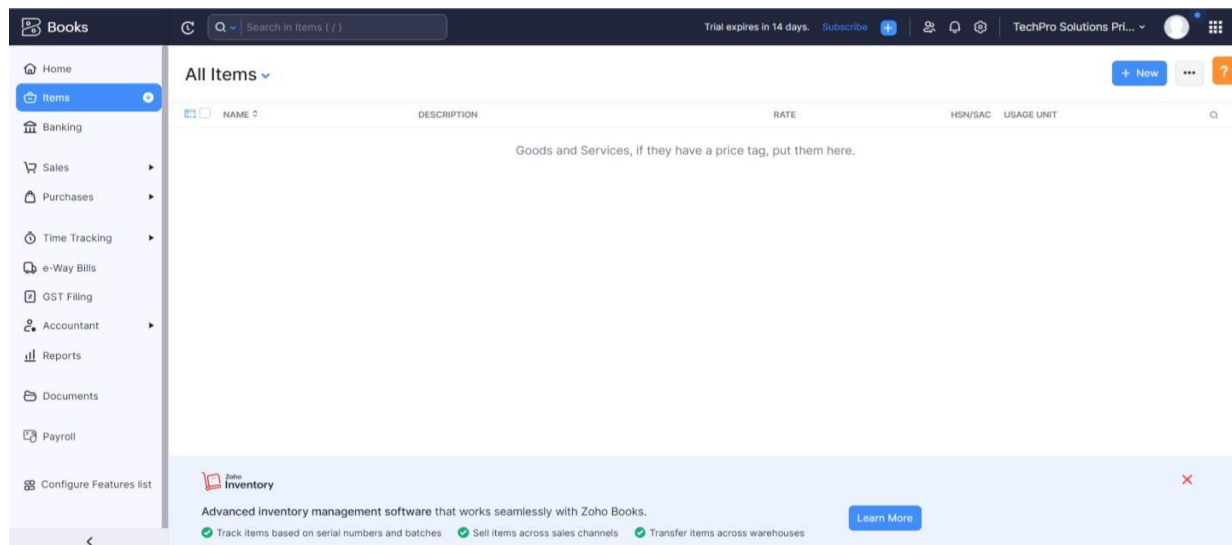 Books
Search in Items ( / )
Trial expires in 14 days. Subscribe
TechPro Solutions Pri...
Home
Items
Banking
Sales
Purchases
Time Tracking
e-Way Bills
GST Filing
Accountant
Reports
Documents
Payroll
Configure Features list
All Items
+ New
?
NAME DESCRIPTION RATE HSN/SAC USAGE UNIT
Goods and Services, if they have a price tag, put them here.
Zoho
Inventory
Advanced inventory management software that works seamlessly with Zoho Books.
Track items based on serial numbers and batches Sell items across sales channels Transfer items across warehouses
Learn More